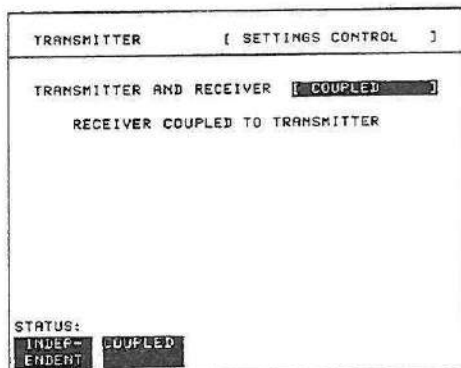 TRANSMITTER [ SETTINGS CONTROL ]
TRANSMITTER AND RECEIVER [ COUPLED ]
RECEIVER COUPLED TO TRANSMITTER
STATUS:
INDEP- COUPLED
ENDENT